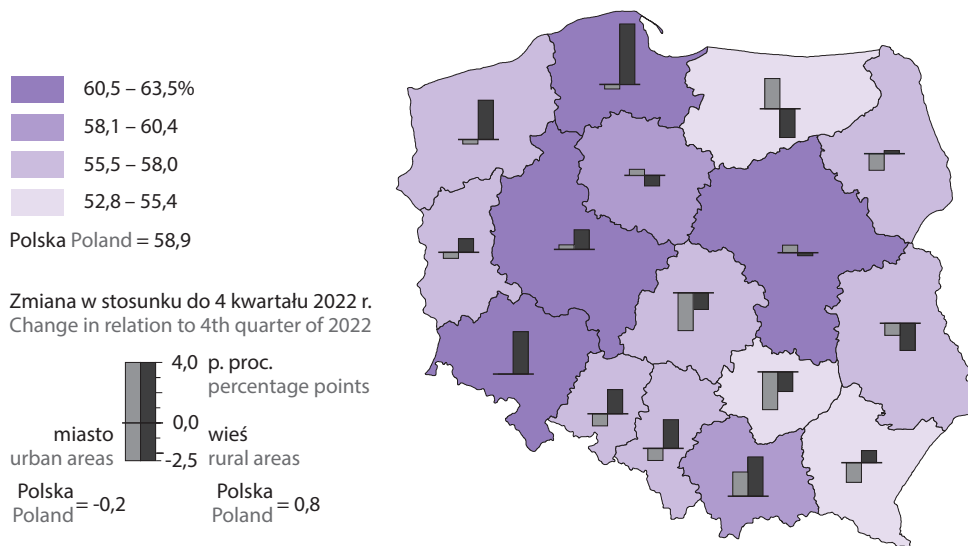 60,5 – 63,5%
58,1 – 60,4
55,5 – 58,0
52,8 – 55,4
Polska Poland = 58,9
Zmiana w stosunku do 4 kwartału 2022 r.
Change in relation to 4th quarter of 2022
4,0 p. proc.
percentage points
0,0
miasto wieś
urban areas -2,5 rural areas
Polska Polska
Poland = -0,2 Poland = 0,8